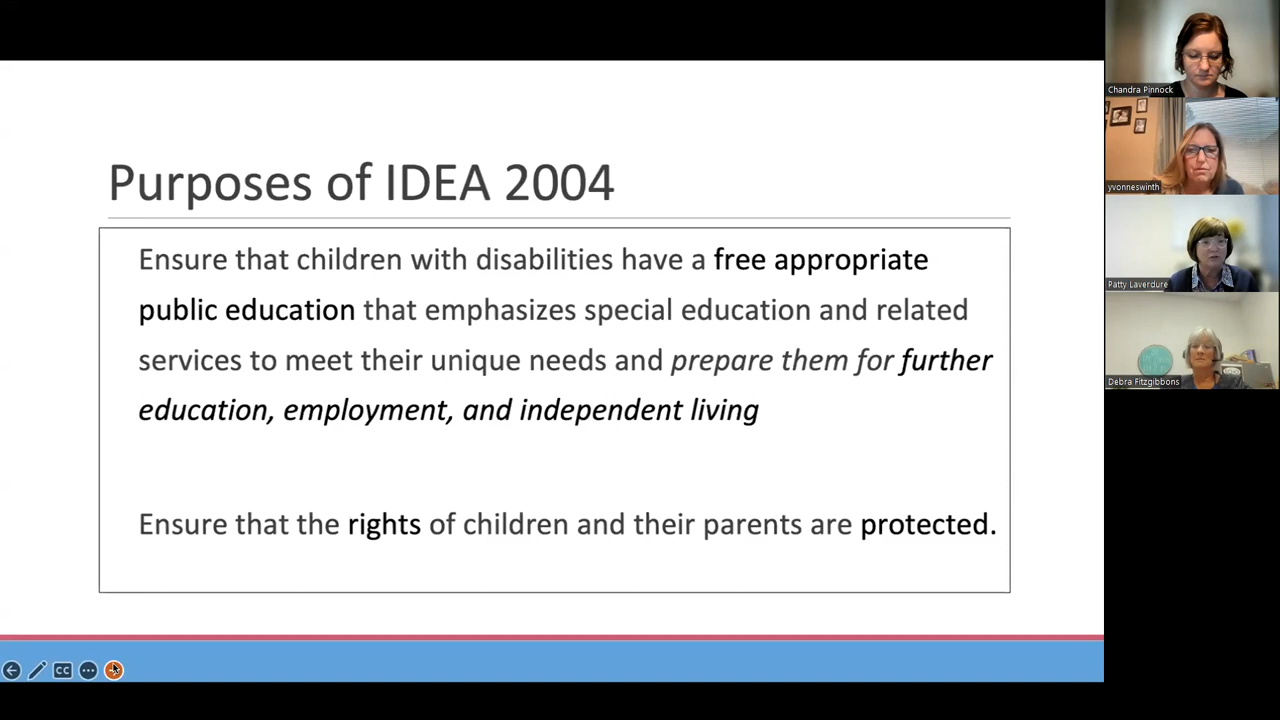 Purposes of IDEA 2004
Ensure that children with disabilities have a free appropriate
public education that emphasizes special education and related
services to meet their unique needs and prepare them for further
education, employment, and independent living
Ensure that the rights of children and their parents are protected.
CC
Chandra Pinnock
yvonneswinth
Patty Laverdure
Debra Fitzgibbons